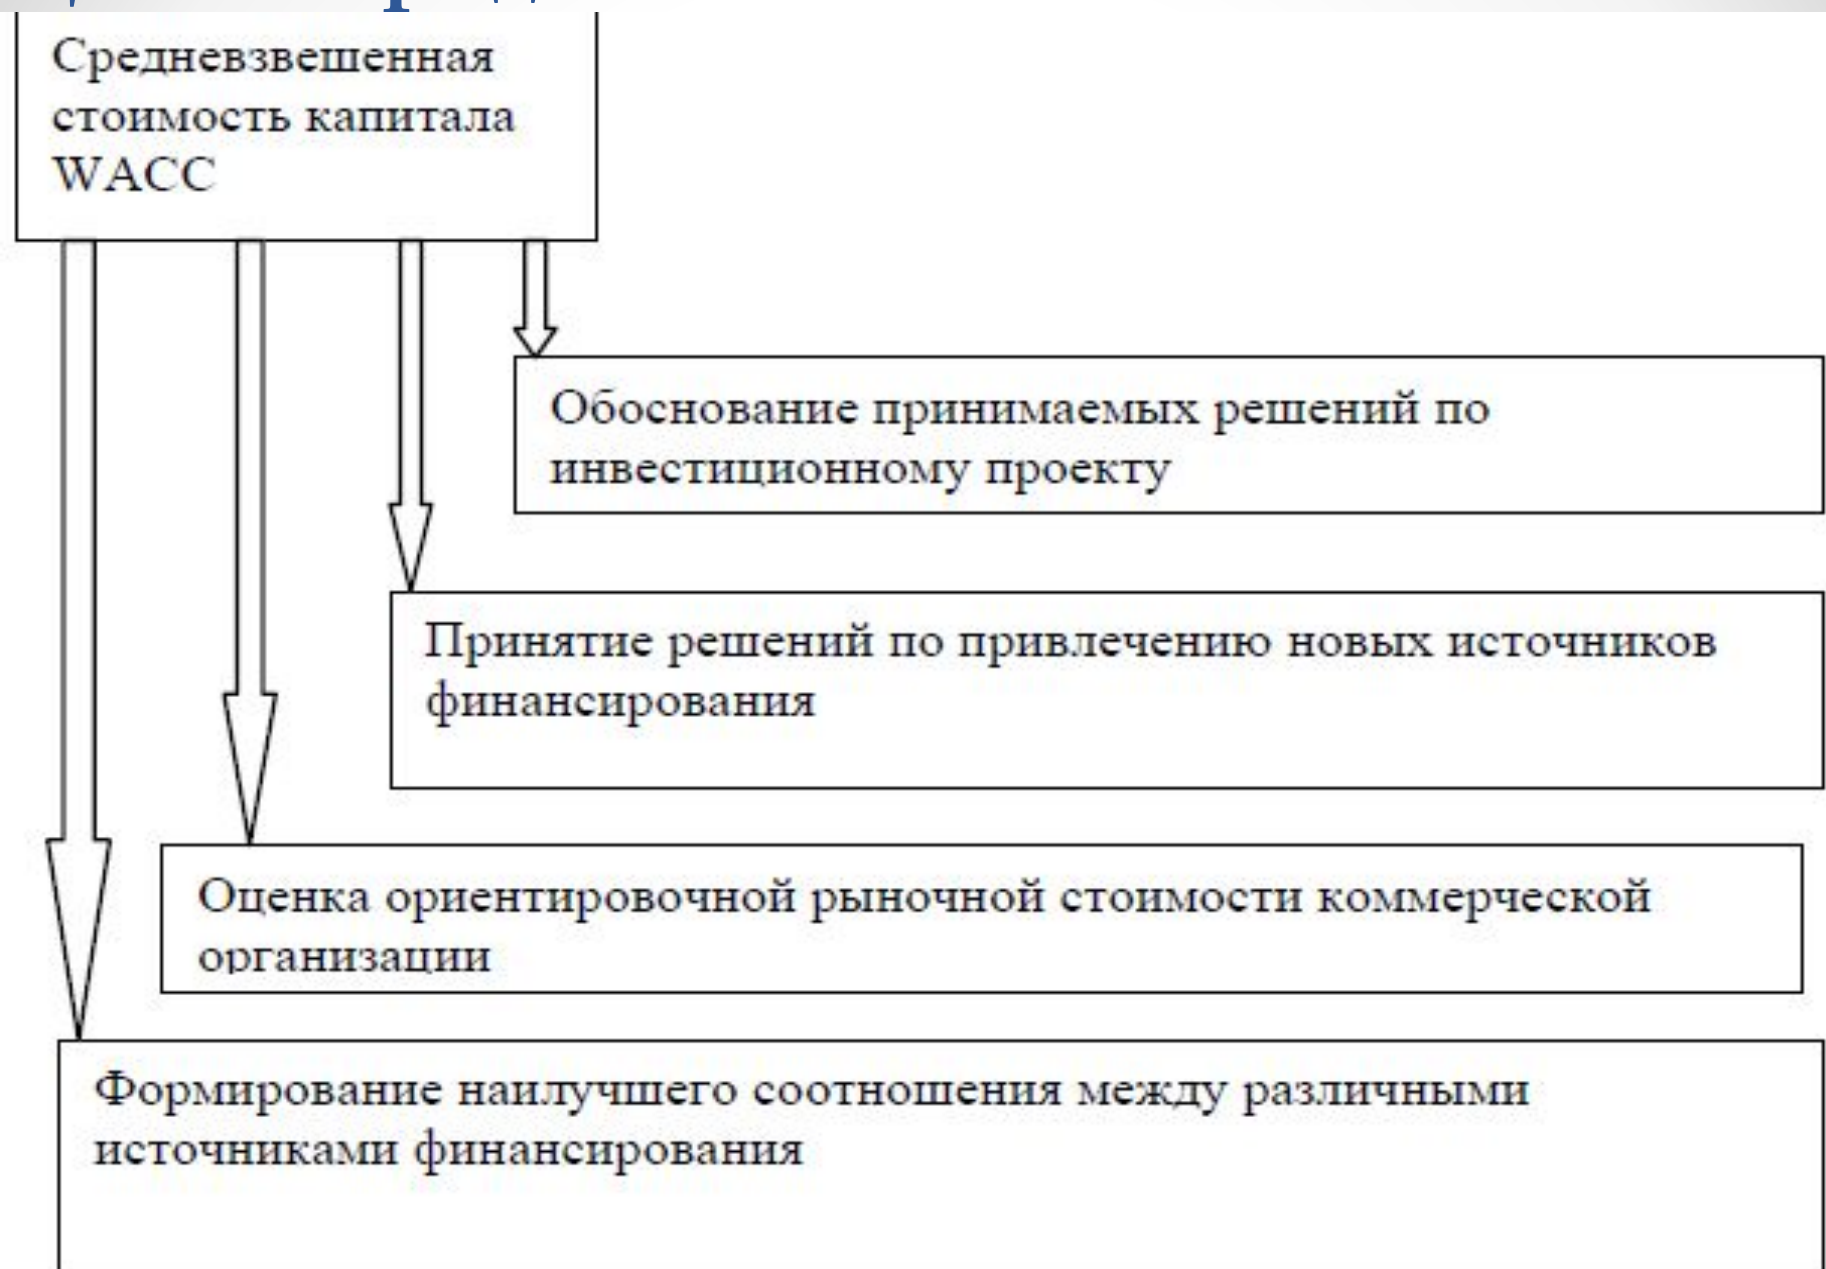 Средневзвешенная
стоимость капитала
WACC
Обоснование принимаемых решений по
инвестиционному проекту
Принятие решений по привлечению новых источников
финансирования
Оценка ориентировочной рыночной стоимости коммерческой
организации
Формирование наилучшего соотношения между различными
источниками финансирования